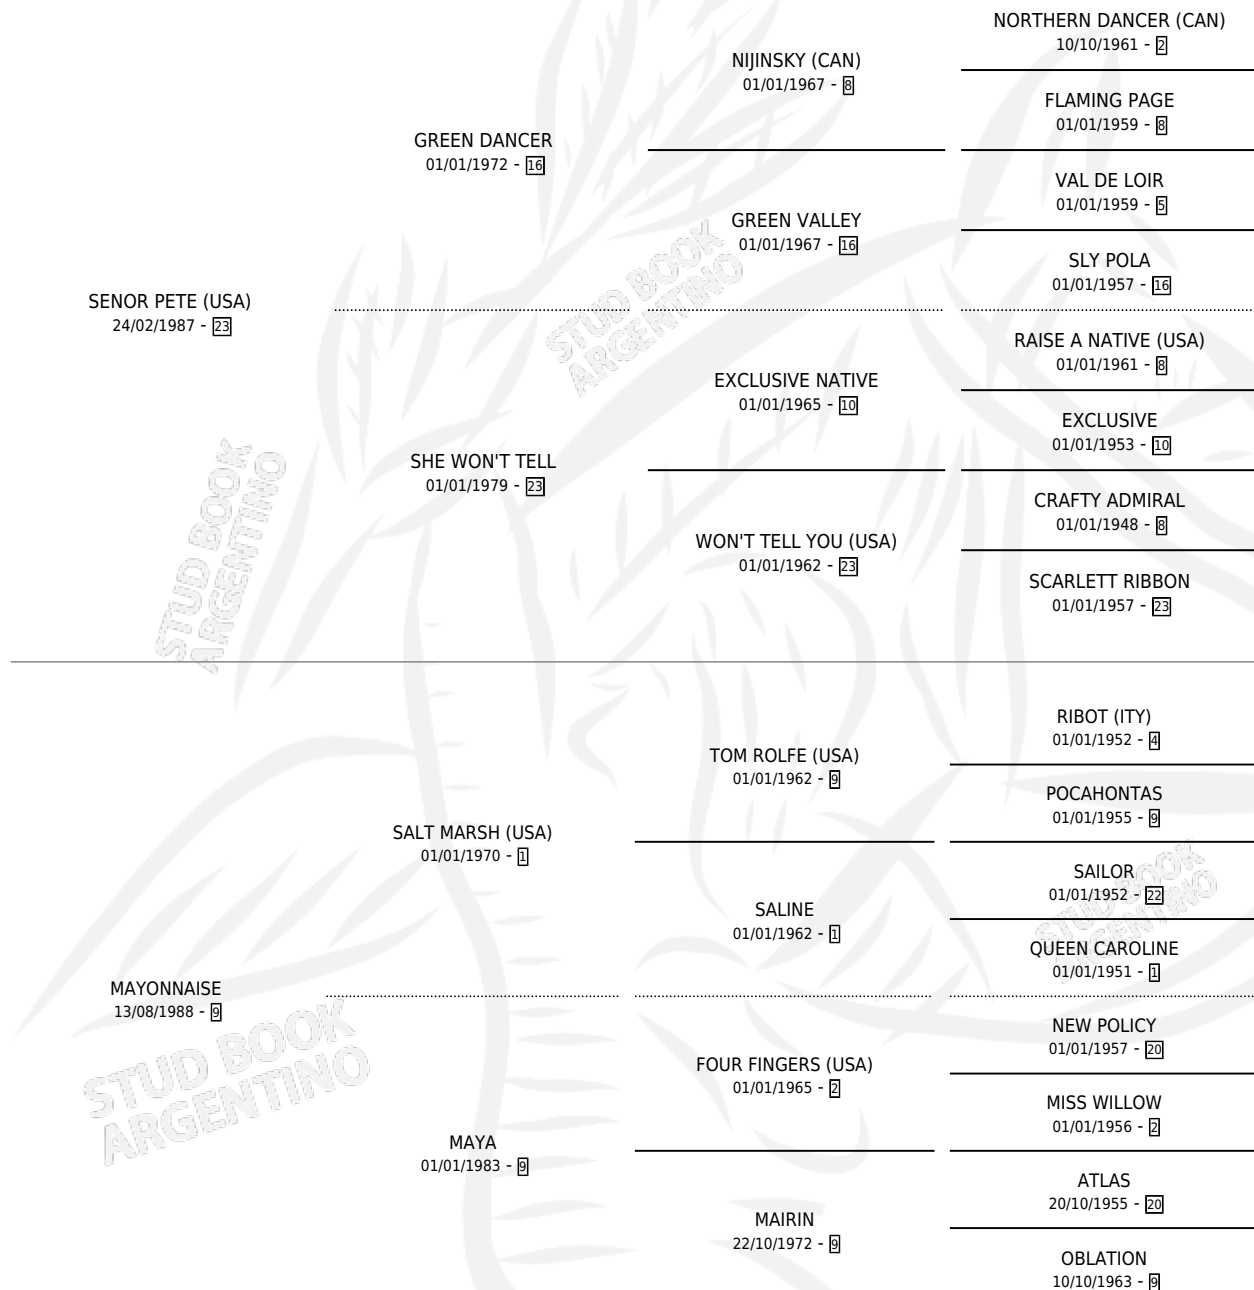 NORTHERN DANCER (CAN)
10/10/1961 - 2
NIJINSKY (CAN)
01/01/1967 - 8
FLAMING PAGE
01/01/1959 - 8
GREEN DANCER
01/01/1972 - 16
VAL DE LOIR
01/01/1959 - 5
GREEN VALLEY
01/01/1967 - 16
SLY POLA
01/01/1957 - 16
SENOR PETE (USA)
24/02/1987 - 23
RAISE A NATIVE (USA)
01/01/1961 - 8
EXCLUSIVE NATIVE
01/01/1965 - 10
EXCLUSIVE
01/01/1953 - 10
SHE WON'T TELL
01/01/1979 - 23
CRAFTY ADMIRAL
01/01/1948 - 8
WON'T TELL YOU (USA)
01/01/1962 - 23
SCARLETT RIBBON
01/01/1957 - 23
RIBOT (ITY)
01/01/1952 - 4
TOM ROLFE (USA)
01/01/1962 - 9
POCAHONTAS
01/01/1955 - 9
SALT MARSH (USA)
01/01/1970 - 1
SAILOR
01/01/1952 - 22
SALINE
01/01/1962 - 1
QUEEN CAROLINE
01/01/1951 - 1
MAYONNAISE
13/08/1988 - 9
NEW POLICY
01/01/1957 - 20
FOUR FINGERS (USA)
01/01/1965 - 2
MISS WILLOW
01/01/1956 - 2
MAYA
01/01/1983 - 9
ATLAS
20/10/1955 - 20
MAIRIN
22/10/1972 - 9
OBLATION
10/10/1963 - 9
STUD BOOK
ARGENTINO
STUD BOOK
ARGENTINO
STUD BOOK
ARGENTINO
STUD BOOK
ARGENTINO